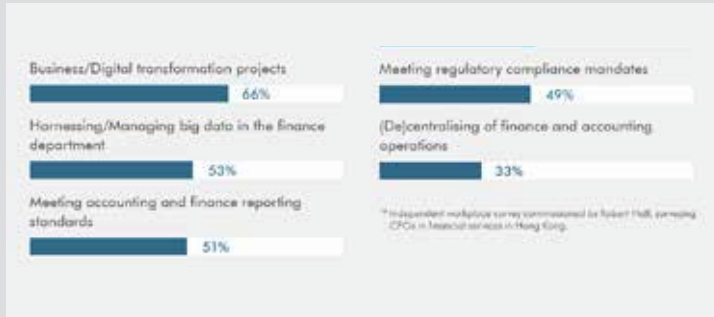 Business/Digital transformation projects
66%
Harnessing/Managing big data in the finance
department
53%
Meeting accounting and finance reporting
standards
51%
Meeting regulatory compliance mandates
49%
(De)centralising of finance and accounting
operations
33%
* Independent workplace survey commissioned by Robert Half, surveying
CFOs in financial services in Hong Kong.